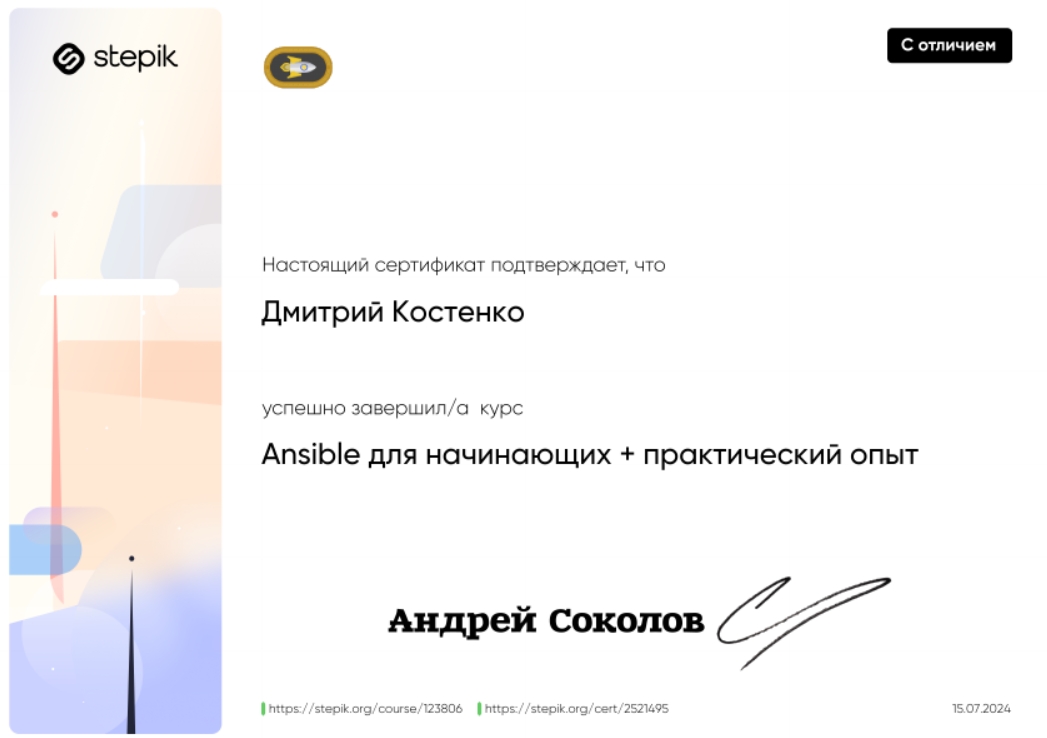 stepik
С отличием
Настоящий сертификат подтверждает, что
Дмитрий Костенко
успешно завершил/а курс
Ansible для начинающих + практический опыт
Андрей Соколов
https://stepik.org/course/123806 https://stepik.org/cert/2521495 15.07.2024